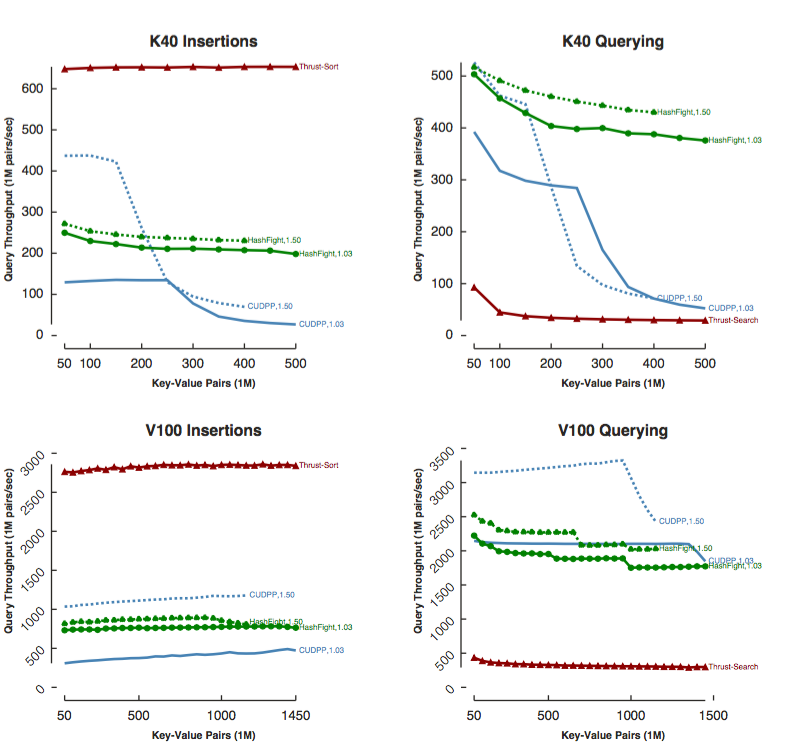 K40 Insertions
Query Throughput (1M pairs/sec)
600
500
400
300
200
100
0
Thrust-Sort
HashFight,1.50
HashFight,1.03
CUDPP,1.50
CUDPP,1.03
50 100 200 300 400 500
Key-Value Pairs (1M)
K40 Querying
Query Throughput (1M pairs/sec)
500
400
300
200
100
0
HashFight,1.50
HashFight,1.03
CUDPP,1.50
CUDPP,1.03
Thrust-Search
50 100 200 300 400 500
Key-Value Pairs (1M)
V100 Insertions
Query Throughput (1M pairs/sec)
3000
2500
2000
1500
1000
500
0
Thrust-Sort
CUDPP,1.50
HashFight,1.50
HashFight,1.03
CUDPP,1.03
50 500 1000 1450
Key-Value Pairs (1M)
V100 Querying
Query Throughput (1M pairs/sec)
3500
3000
2500
2000
1500
1000
500
0
CUDPP,1.50
HashFight,1.50
CUDPP,1.03
HashFight,1.03
Thrust-Search
50 500 1000 1500
Key-Value Pairs (1M)